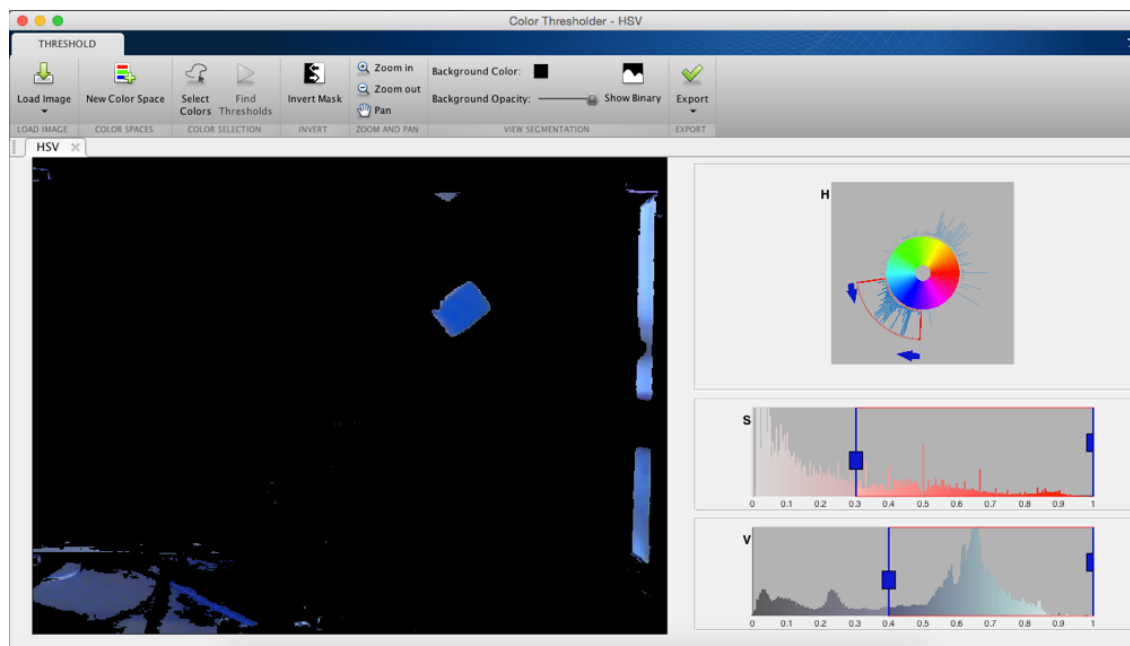 Color Thresholder - HSV
THRESHOLD
Load Image
New Color Space
Select Colors
Find Thresholds
Invert Mask
Zoom in
Zoom out
Pan
Background Color:
Background Opacity:
Show Binary
Export
LOAD IMAGE
COLOR SPACES
COLOR SELECTION
INVERT
ZOOM AND PAN
VIEW SEGMENTATION
EXPORT
HSV
H
S
0 0.1 0.2 0.3 0.4 0.5 0.6 0.7 0.8 0.9 1
V
0 0.1 0.2 0.3 0.4 0.5 0.6 0.7 0.8 0.9 1